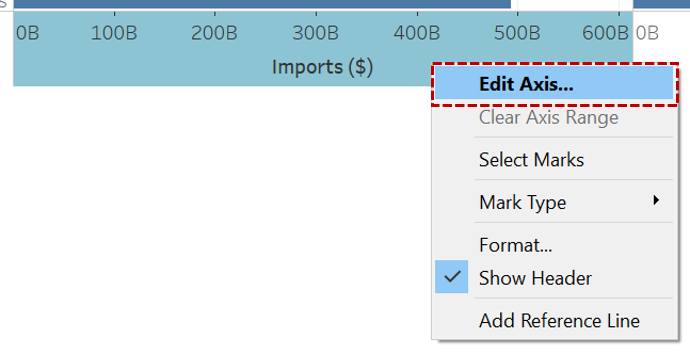 0B 100B 200B 300B 400B 500B 600B 0B
Imports ($)
Edit Axis...
Clear Axis Range
Select Marks
Mark Type
Format...
Show Header
Add Reference Line